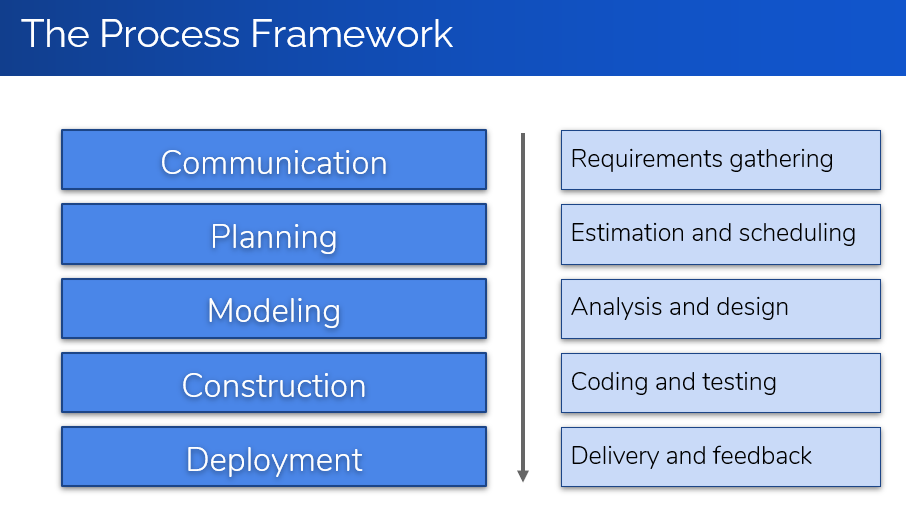 The Process Framework
Communication
Requirements gathering
Planning
Estimation and scheduling
Modeling
Analysis and design
Construction
Coding and testing
Deployment
Delivery and feedback